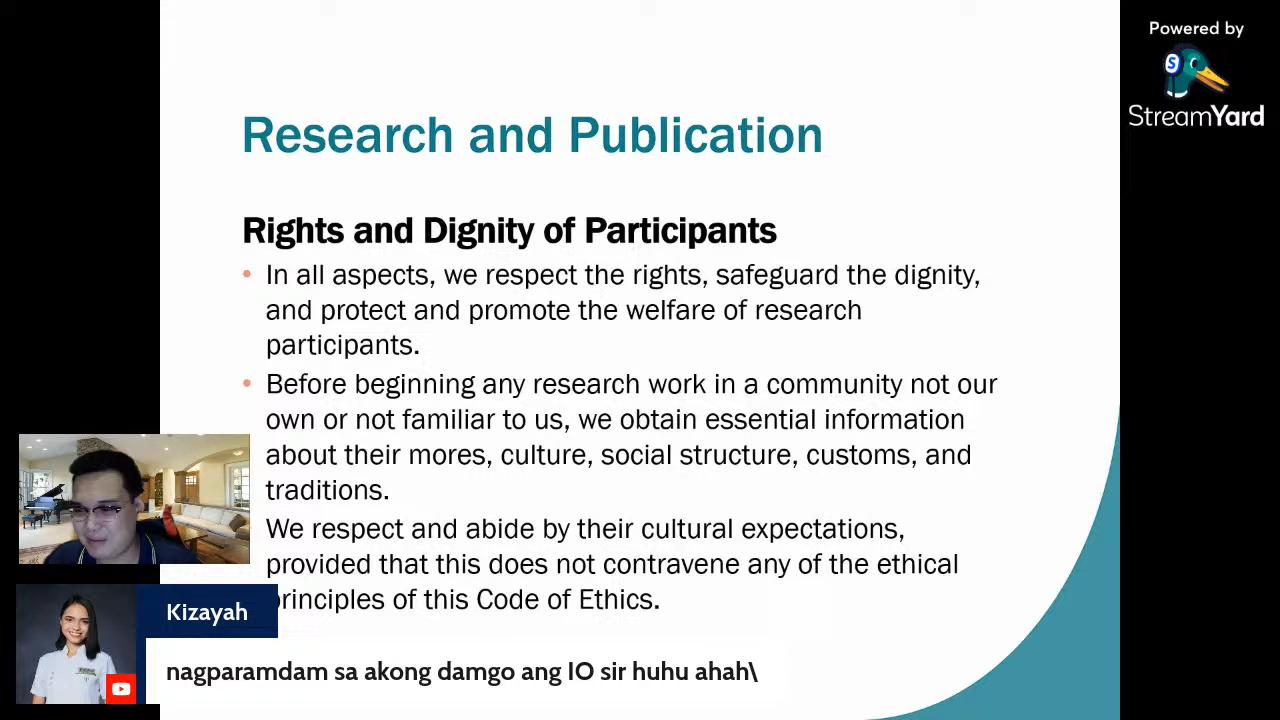 Powered by
StreamYard
Research and Publication
Rights and Dignity of Participants
• In all aspects, we respect the rights, safeguard the dignity,
and protect and promote the welfare of research
participants.
• Before beginning any research work in a community not our
own or not familiar to us, we obtain essential information
about their mores, culture, social structure, customs, and
traditions.
We respect and abide by their cultural expectations,
provided that this does not contravene any of the ethical
principles of this Code of Ethics.
Kizayah
nagparamdam sa akong damgo ang IO sir huhu ahah\